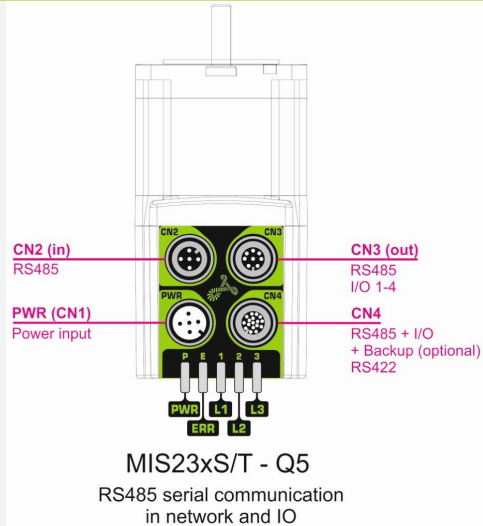 CN2
CN3
CN2 (in)
RS485
CN3 (out)
RS485
I/O 1-4
PWR
CN4
PWR (CN1)
Power input
CN4
RS485 + I/O
+ Backup (optional)
RS422
P E 1 2 3
PWR L1 L3
ERR L2
MIS23xS/T - Q5
RS485 serial communication
in network and IO